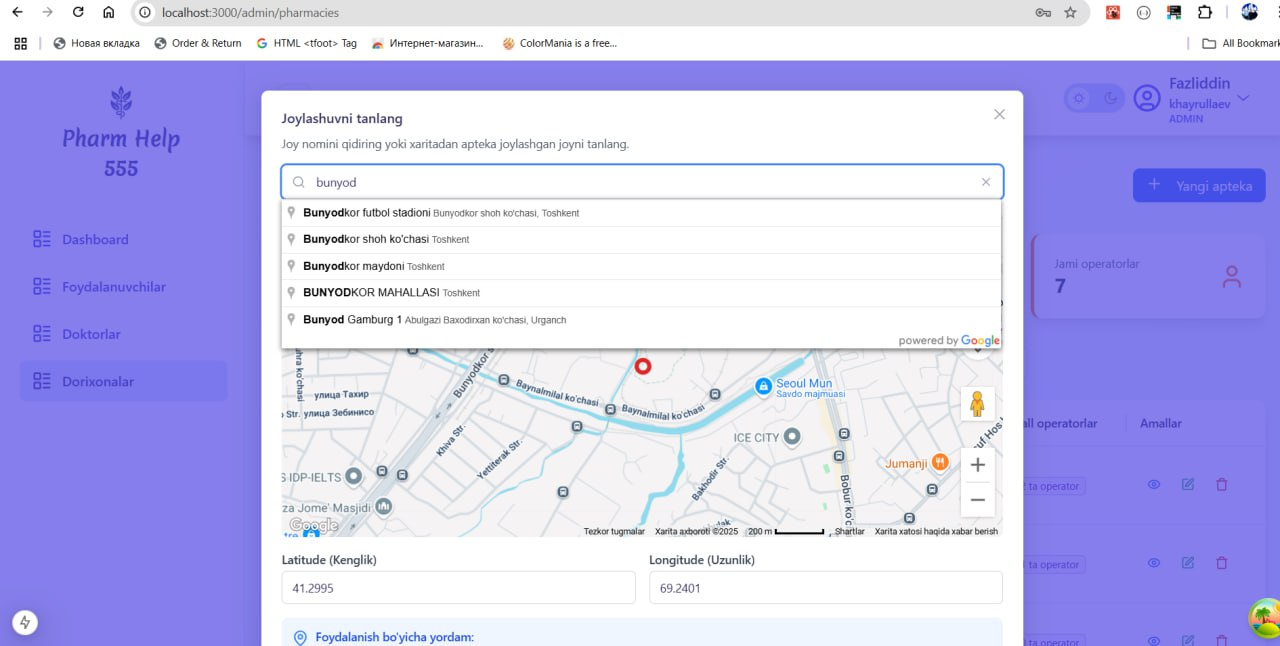 localhost:3000/admin/pharmacies
Новая вкладка
Order & Return
HTML <tfoot> Tag
Интернет-магазин...
ColorMania is a free...
All Bookmark
Pharm Help
555
Dashboard
Foydalanuvchilar
Doktorlar
Dorixonalar
Fazliddin
khayrullaev
ADMIN
Yangi apteka
Jami operatorlar
7
all operatorlar
Amallar
ta operator
ta operator
ta operator
Joylashuvni tanlang
Joy nomini qidiring yoki xaritadan apteka joylashgan joyni tanlang.
bunyod
Bunyodkor futbol stadioni Bunyodkor shoh ko'chasi, Toshkent
Bunyodkor shoh ko'chasi Toshkent
Bunyodkor maydoni Toshkent
BUNYODKOR MAHALLASI Toshkent
Bunyod Gamburg 1 Abulgazi Baxodirxan ko'chasi, Urganch
powered by Google
Bunyodkor s
Baynalmilal ko'chasi
Baynalmilal ko'chasi
Seoul Mun
Savdo majmuasi
улица Тахир
Str. улица Зебинисо
Khiva Str.
Yettiterak Str.
ICE CITY
IDP-IELTS
Jumanji
Bakhodir Str.
Bobur ko'chasi
za Jome' Masjidi
Google
Tezkor tugmalar
Xarita axboroti ©2025
200 m
Shartlar
Xarita xatosi haqida xabar berish
Latitude (Kenglik)
Longitude (Uzunlik)
41.2995
69.2401
Foydalanish bo'yicha yordam: